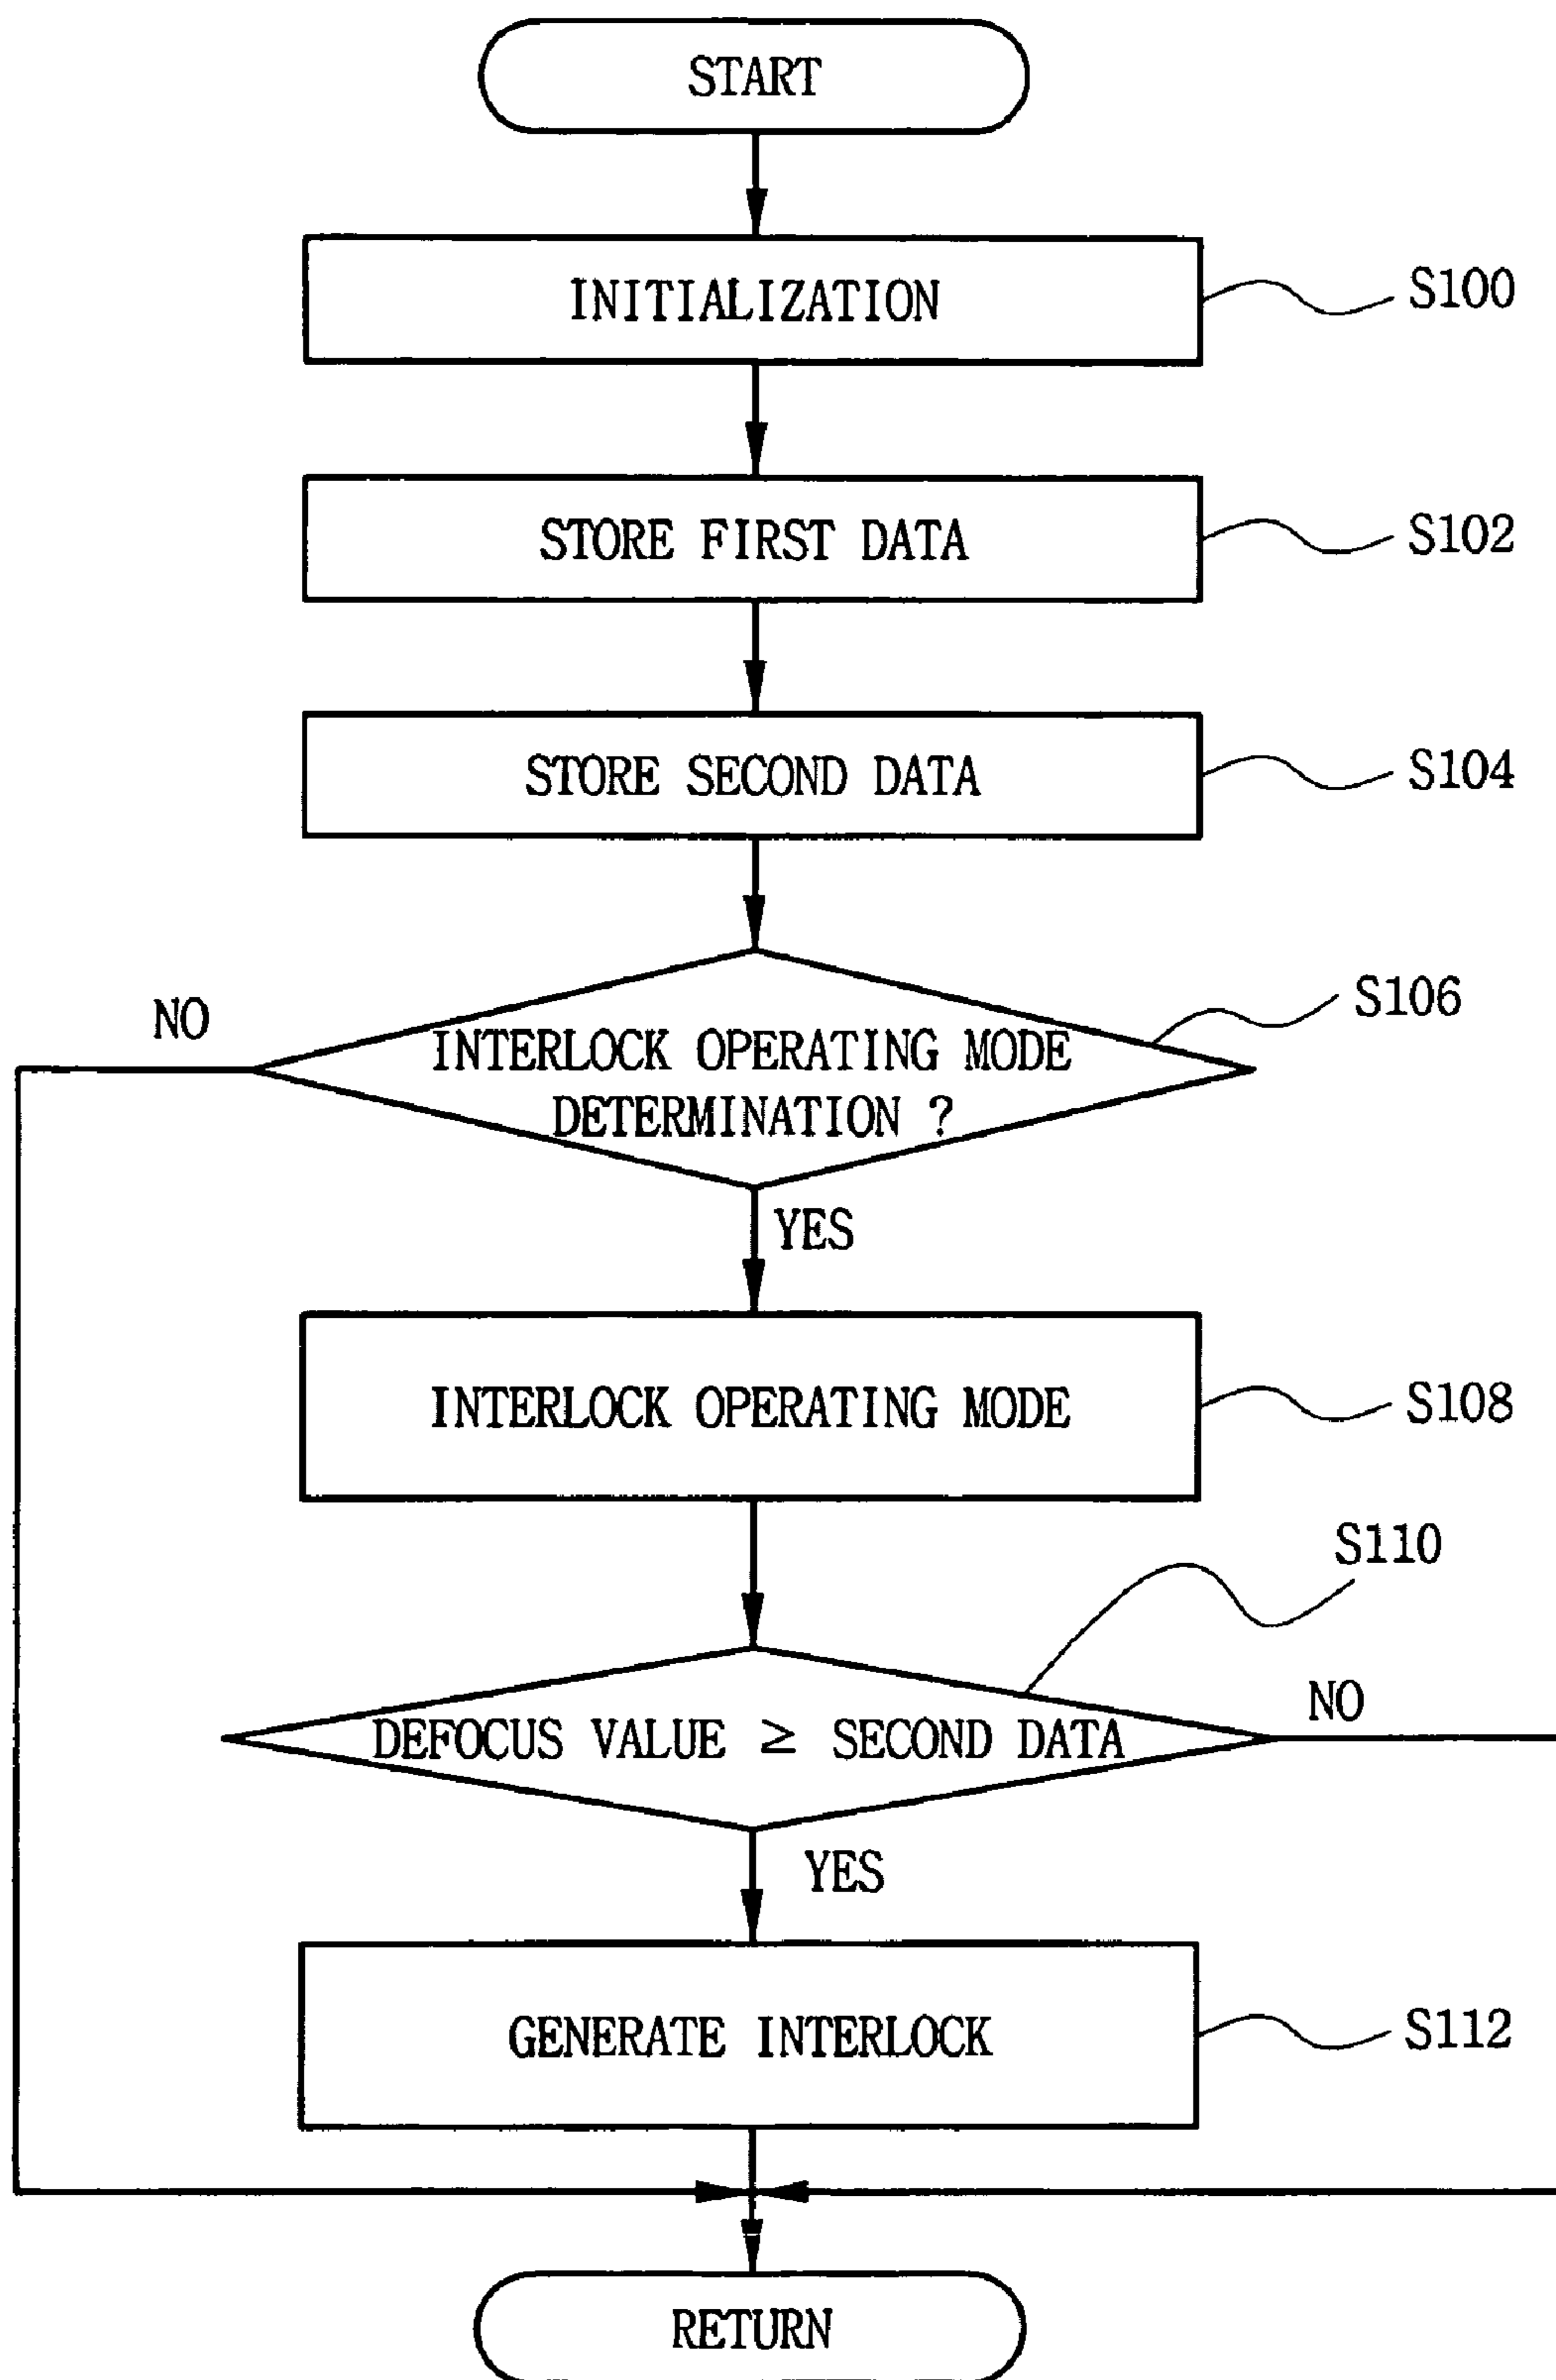 START
INITIALIZATION
S100
STORE FIRST DATA
S102
STORE SECOND DATA
S104
NO
S106
INTERLOCK OPERATING MODE
DETERMINATION ?
YES
INTERLOCK OPERATING MODE
S108
S110
NO
DEFOCUS VALUE ≥ SECOND DATA
YES
GENERATE INTERLOCK
S112
RETURN